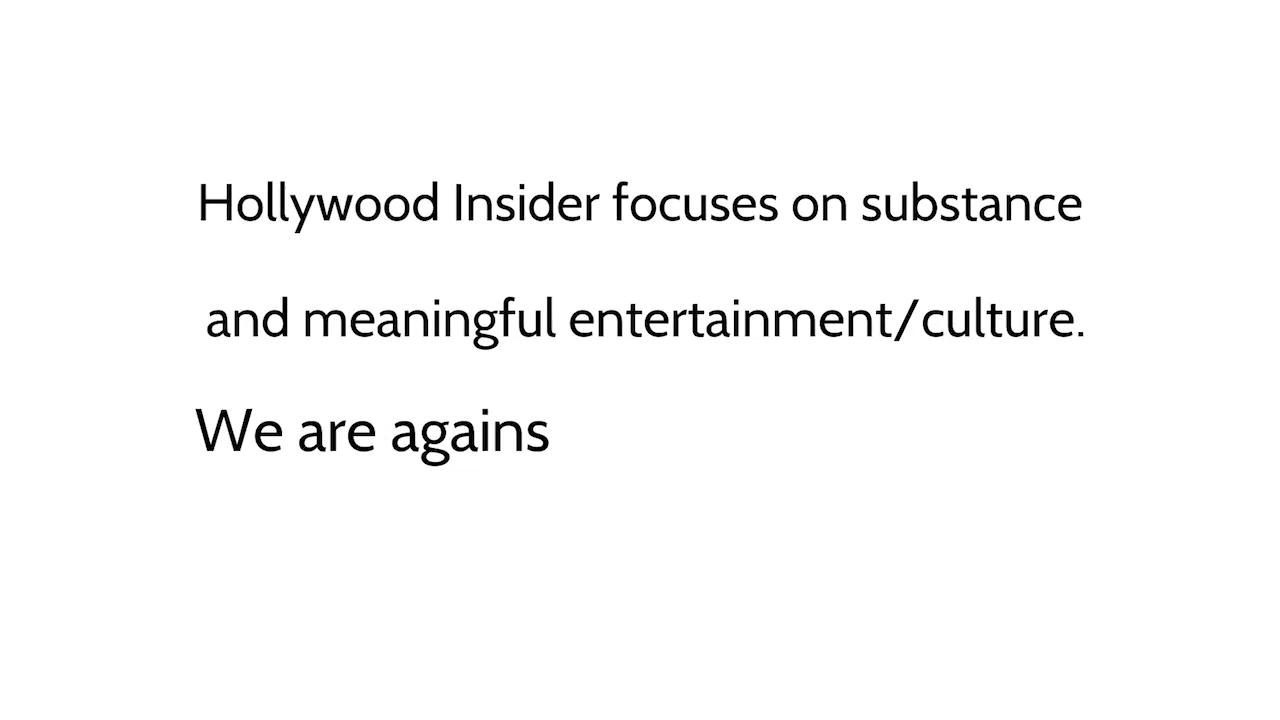 Hollywood Insider focuses on substance
and meaningful entertainment/culture.
We are agains